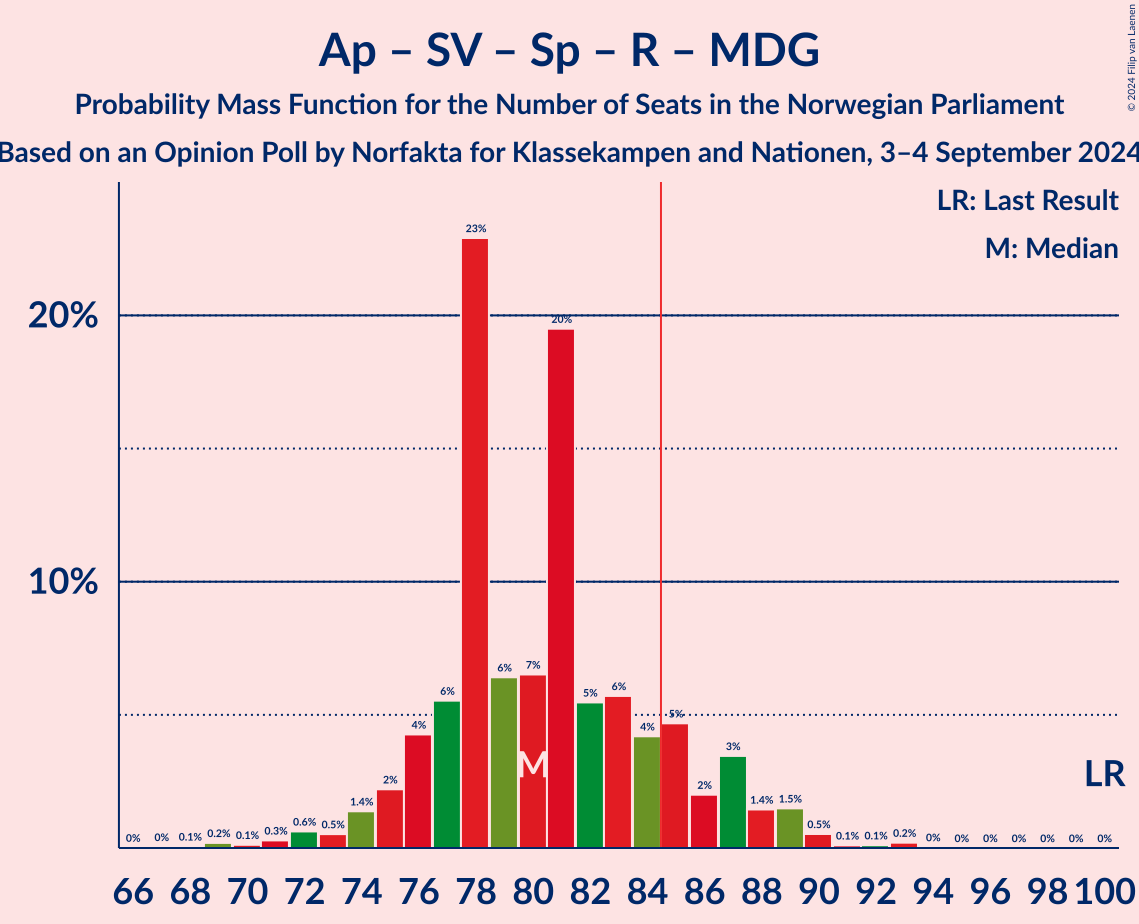 Ap – SV – Sp – R – MDG
Probability Mass Function for the Number of Seats in the Norwegian Parliament
Based on an Opinion Poll by Norfakta for Klassekampen and Nationen, 3–4 September 2024
© 2024 Filip van Laenen
LR: Last Result
M: Median
20%
10%
0% 0% 0.1% 0.2% 0.1% 0.3% 0.6% 0.5% 1.4% 2% 4% 6% 23% 6% 7% 20% 5% 6% 4% 5% 2% 3% 1.4% 1.5% 0.5% 0.1% 0.1% 0.2% 0% 0% 0% 0% 0% 0% 0%
M
LR
66 68 70 72 74 76 78 80 82 84 86 88 90 92 94 96 98 100